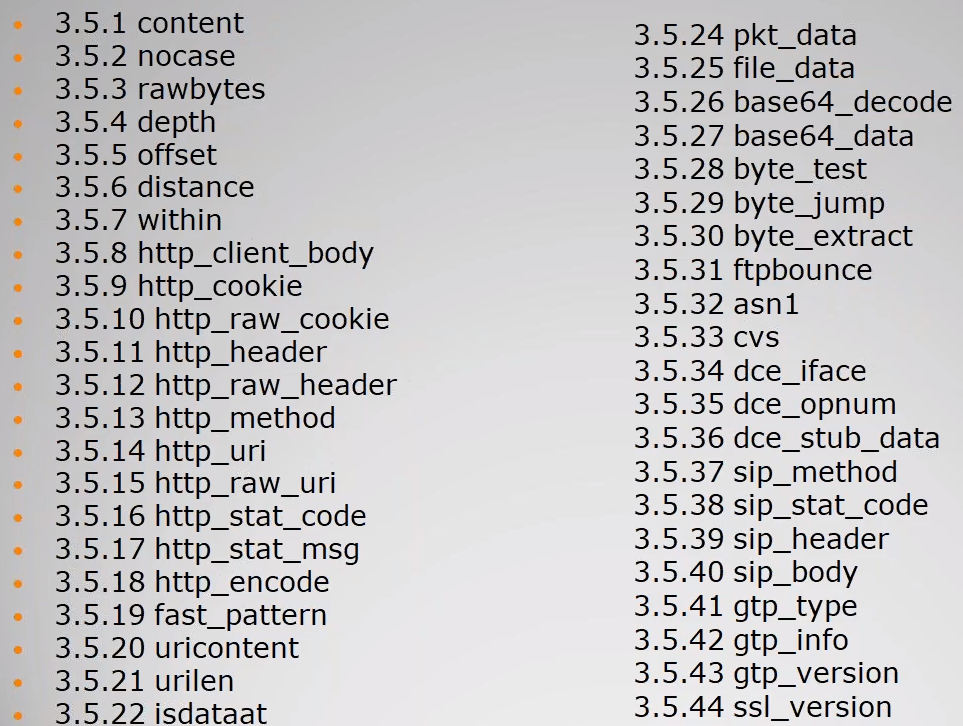 3.5.1 content
3.5.2 nocase
3.5.3 rawbytes
3.5.4 depth
3.5.5 offset
3.5.6 distance
3.5.7 within
3.5.8 http_client_body
3.5.9 http_cookie
3.5.10 http_raw_cookie
3.5.11 http_header
3.5.12 http_raw_header
3.5.13 http_method
3.5.14 http_uri
3.5.15 http_raw_uri
3.5.16 http_stat_code
3.5.17 http_stat_msg
3.5.18 http_encode
3.5.19 fast_pattern
3.5.20 uricontent
3.5.21 urilen
3.5.22 isdataat
3.5.24 pkt_data
3.5.25 file_data
3.5.26 base64_decode
3.5.27 base64_data
3.5.28 byte_test
3.5.29 byte_jump
3.5.30 byte_extract
3.5.31 ftpbounce
3.5.32 asn1
3.5.33 cvs
3.5.34 dce_iface
3.5.35 dce_opnum
3.5.36 dce_stub_data
3.5.37 sip_method
3.5.38 sip_stat_code
3.5.39 sip_header
3.5.40 sip_body
3.5.41 gtp_type
3.5.42 gtp_info
3.5.43 gtp_version
3.5.44 ssl_version